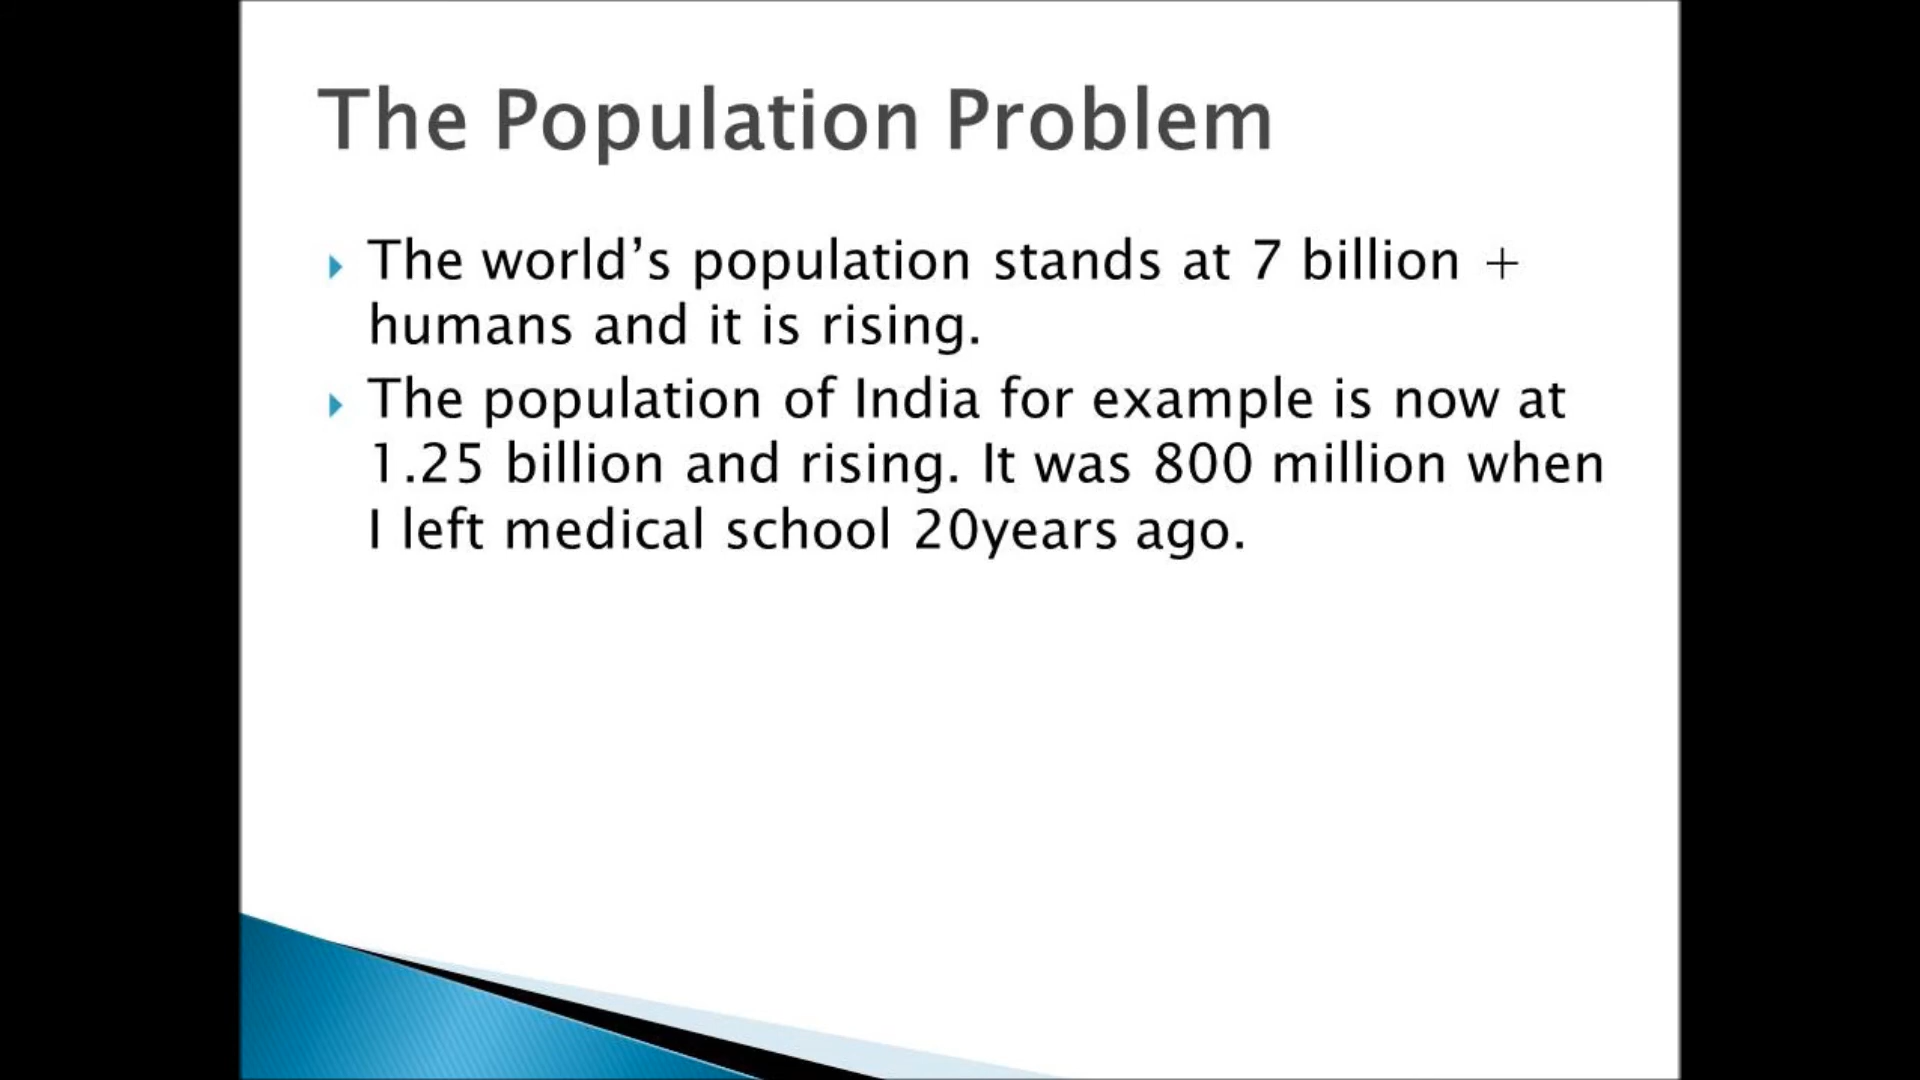 The Population Problem
The world’s population stands at 7 billion +
humans and it is rising.
The population of India for example is now at
1.25 billion and rising. It was 800 million when
I left medical school 20years ago.